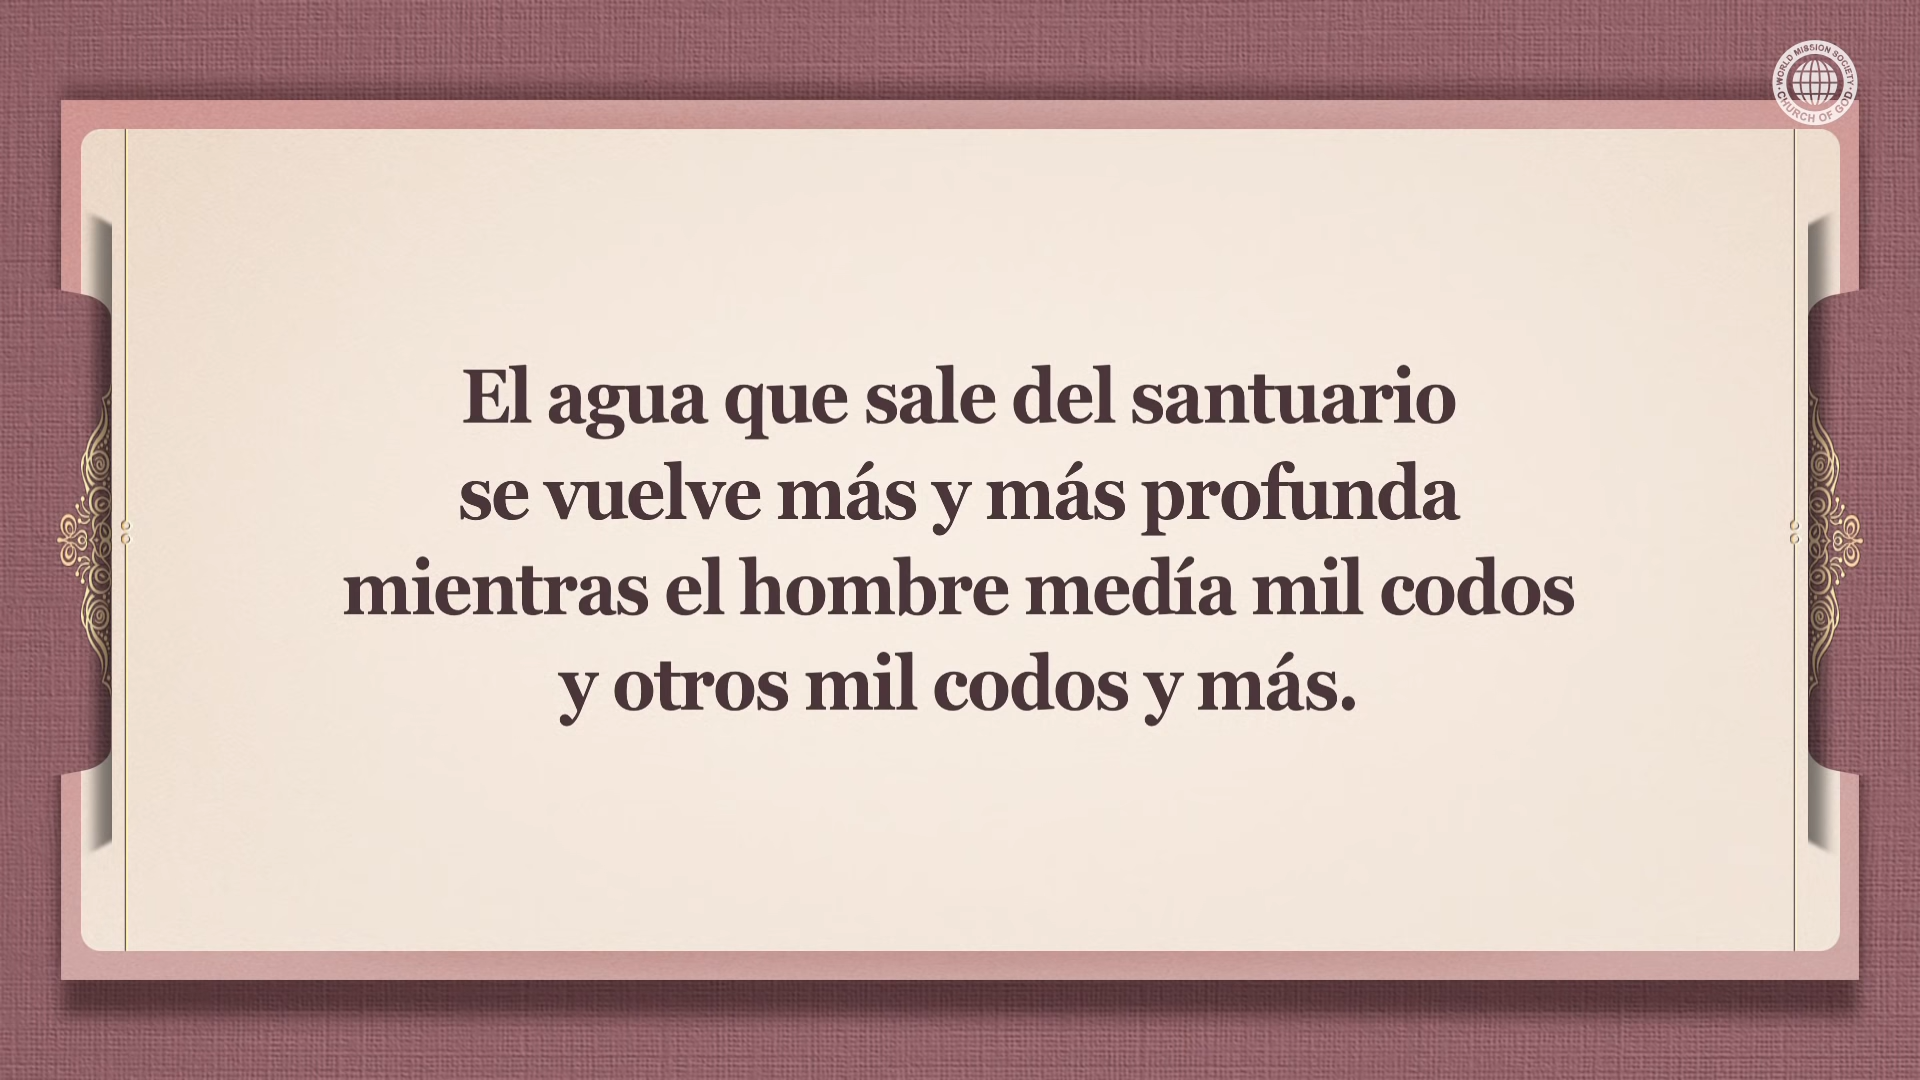 WORLD MISSION SOCIETY
CHURCH OF GOD
El agua que sale del santuario
se vuelve más y más profunda
mientras el hombre medía mil codos
y otros mil codos y más.